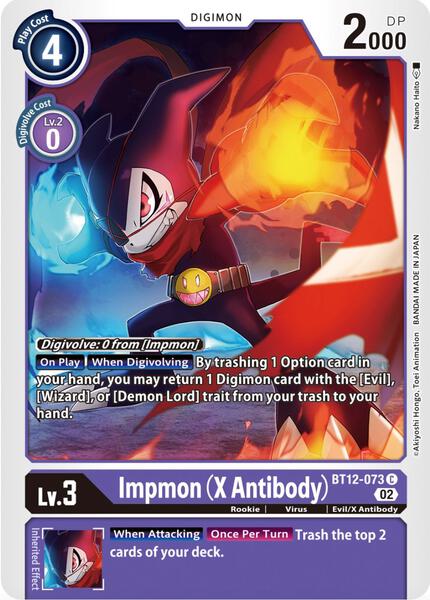 DIGIMON
Play Cost
4
DP
2000
Digivolve Cost
Lv.2
0
Nakano Haito
©Akiyoshi Hongo, Toei Animation BANDAI MADE IN JAPAN
Digivolve: 0 from [Impmon]
On Play When Digivolving By trashing 1 Option card in
your hand, you may return 1 Digimon card with the [Evil],
[Wizard], or [Demon Lord] trait from your trash to your
hand.
Lv.3
Impmon (X Antibody)
BT12-073 C
02
Rookie | Virus | Evil/X Antibody
Inherited Effect
When Attacking Once Per Turn Trash the top 2
cards of your deck.